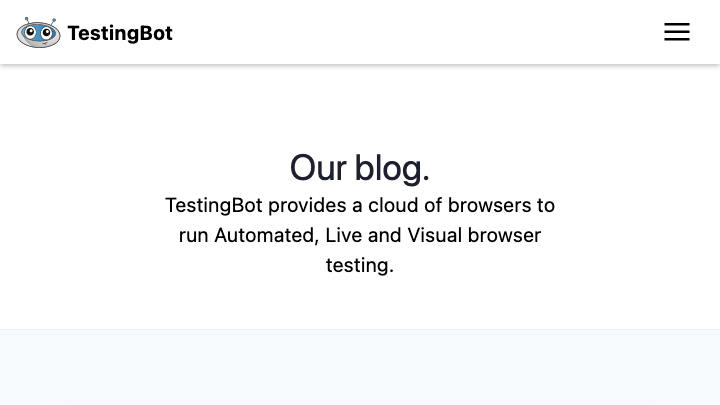 TestingBot
Our blog.
TestingBot provides a cloud of browsers to
run Automated, Live and Visual browser
testing.